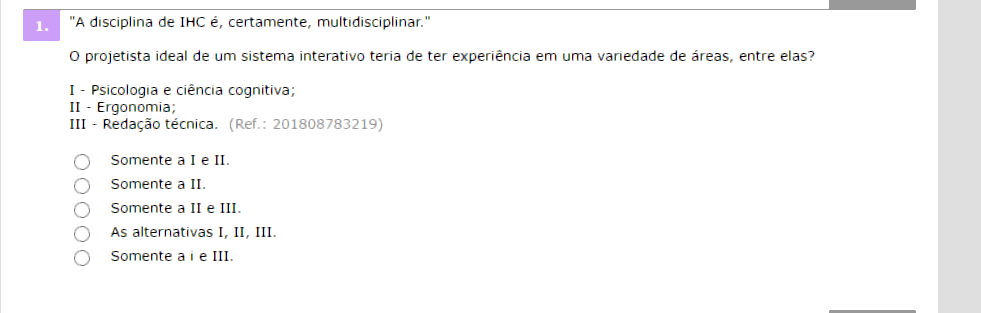 1. "A disciplina de IHC é, certamente, multidisciplinar."
O projetista ideal de um sistema interativo teria de ter experiência em uma variedade de áreas, entre elas?
I - Psicologia e ciência cognitiva;
II - Ergonomia;
III - Redação técnica. (Ref.: 201808783219)
Somente a I e II.
Somente a II.
Somente a II e III.
As alternativas I, II, III.
Somente a i e III.